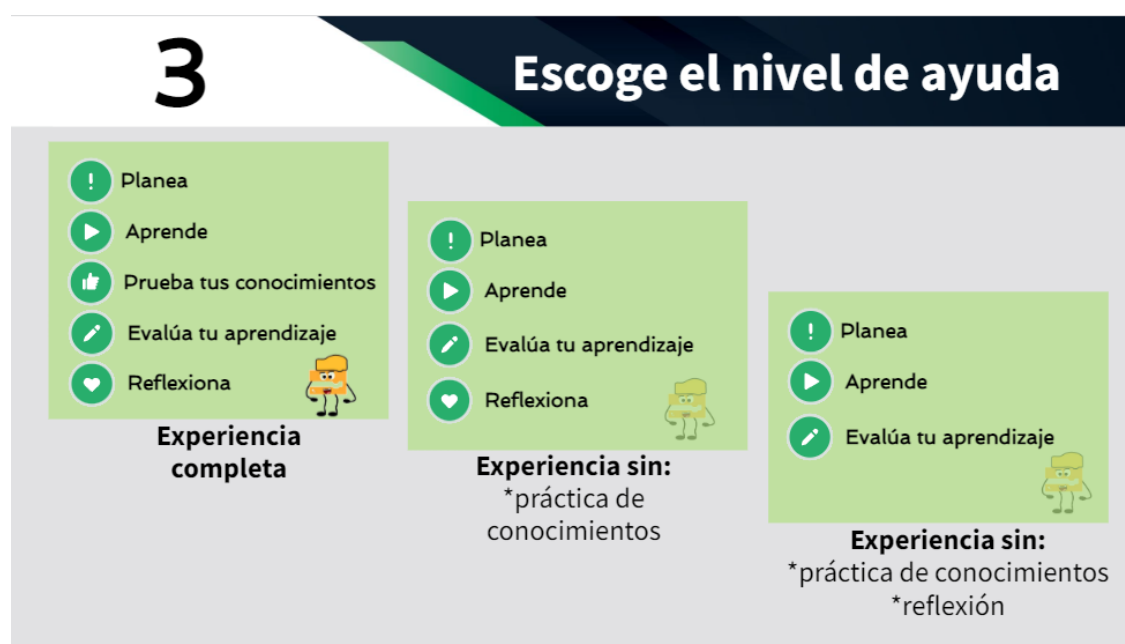 3
Escoge el nivel de ayuda
Planea
Aprende
Prueba tus conocimientos
Evalúa tu aprendizaje
Reflexiona
Experiencia
completa
Planea
Aprende
Evalúa tu aprendizaje
Reflexiona
Experiencia sin:
*práctica de
conocimientos
Planea
Aprende
Evalúa tu aprendizaje
Experiencia sin:
*práctica de conocimientos
*reflexión